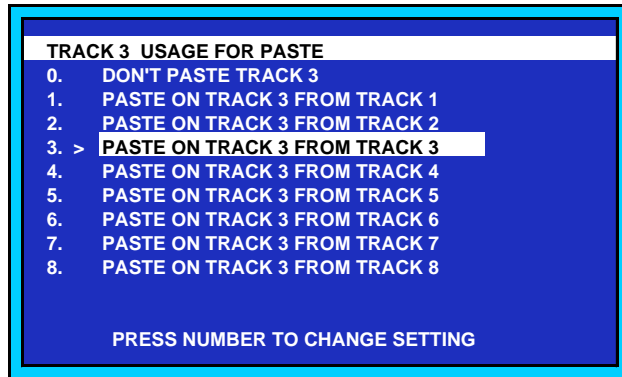 TRACK 3 USAGE FOR PASTE
0. DON'T PASTE TRACK 3
1. PASTE ON TRACK 3 FROM TRACK 1
2. PASTE ON TRACK 3 FROM TRACK 2
3. > PASTE ON TRACK 3 FROM TRACK 3
4. PASTE ON TRACK 3 FROM TRACK 4
5. PASTE ON TRACK 3 FROM TRACK 5
6. PASTE ON TRACK 3 FROM TRACK 6
7. PASTE ON TRACK 3 FROM TRACK 7
8. PASTE ON TRACK 3 FROM TRACK 8
PRESS NUMBER TO CHANGE SETTING